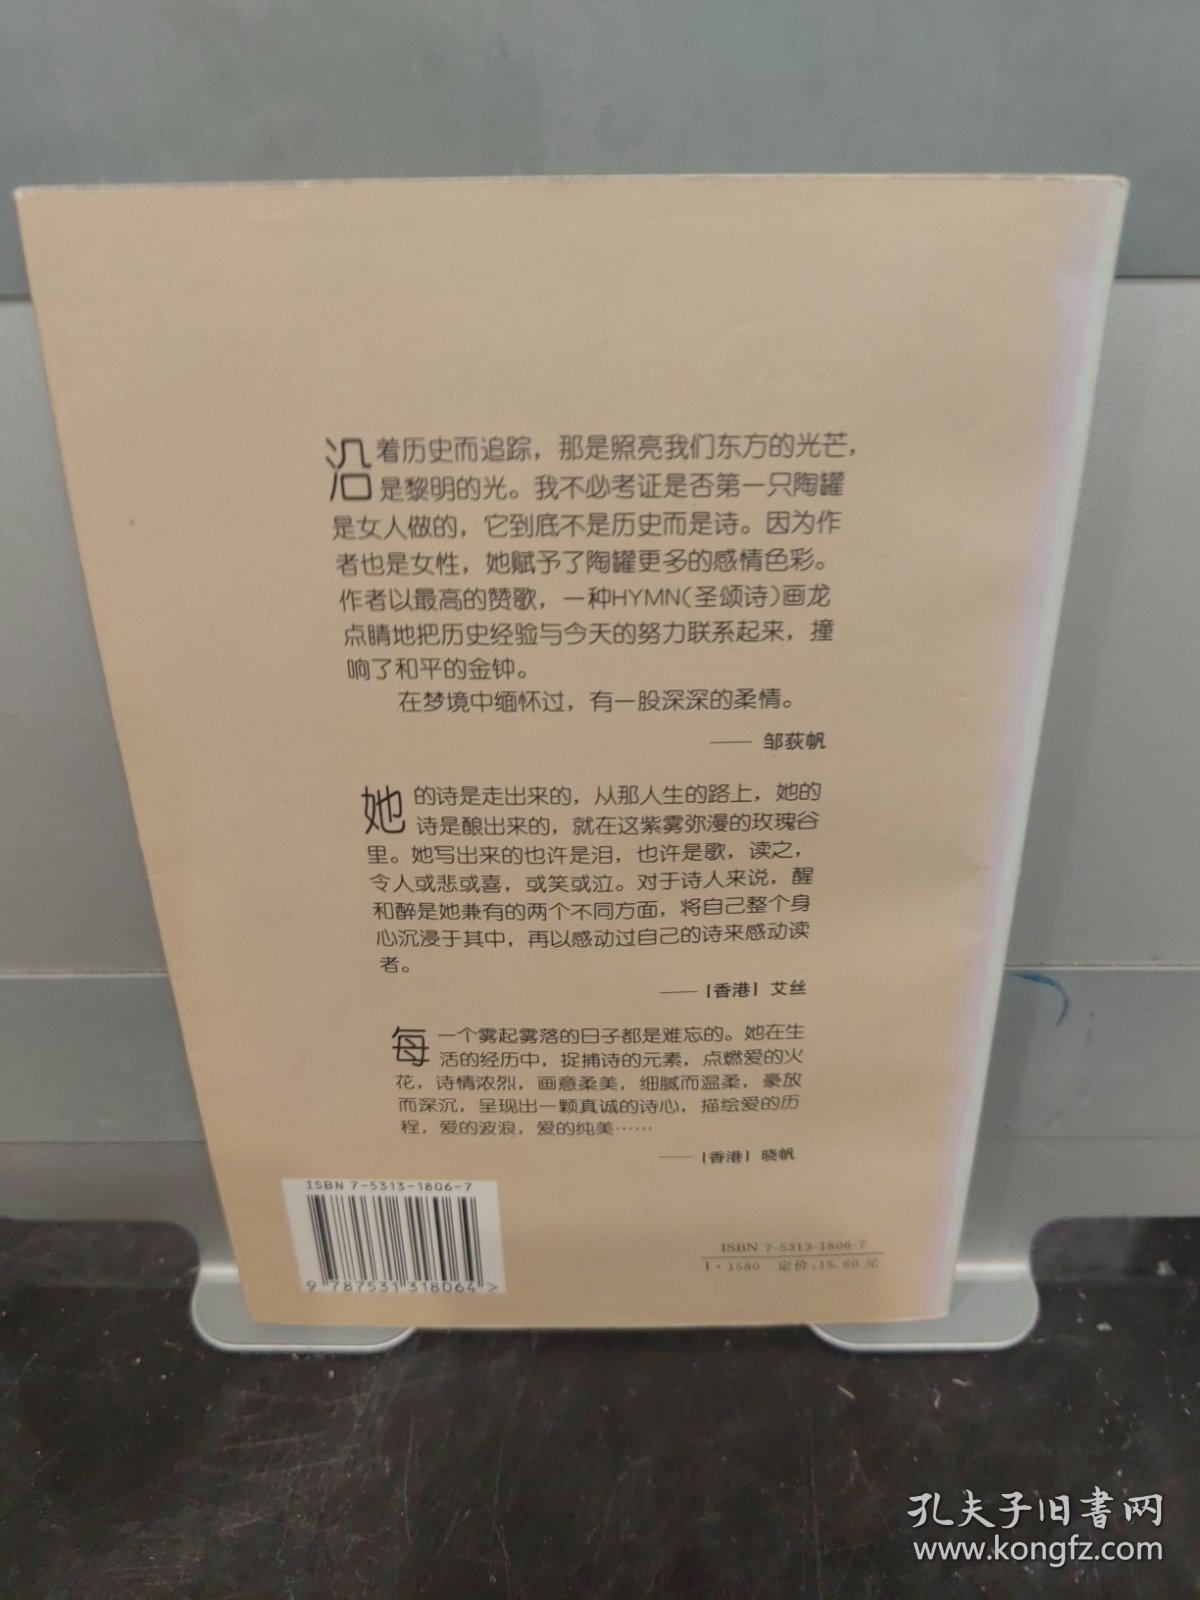 沿着历史而追踪，那是照亮我们东方的光芒，
是黎明的光。我不必考证是否第一只陶罐
是女人做的，它到底不是历史而是诗。因为作
者也是女性，她赋予了陶罐更多的感情色彩。
作者以最高的赞歌，一种HYMN（圣颂诗）画龙
点睛地把历史经验与今天的努力联系起来，撞
响了和平的金钟。
在梦境中缅怀过，有一股深深的柔情。
—— 邹荻帆
她的诗是走出来的，从那人生的路上，她的
诗是酿出来的，就在这紫雾弥漫的玫瑰谷
里。她写出来的也许是泪，也许是歌，读之，
令人或悲或喜，或笑或泣。对于诗人来说，醒
和醉是她兼有的两个不同方面，将自己整个身
心沉浸于其中，再以感动过自己的诗来感动读
者。
——［香港］艾丝
每一个雾起雾落的日子都是难忘的。她在生
活的经历中，捉捕诗的元素，点燃爱的火
花，诗情浓烈，画意柔美，细腻而温柔，豪放
而深沉，呈现出一颗真诚的诗心，描绘爱的历
程，爱的波浪，爱的纯美……
——［香港］晓帆
ISBN 7-5313-1806-7
9 787531 318064 >
ISBN 7-5313-1806-7
I·1580 定价：15.60元
孔夫子旧书网
www.kongfz.com